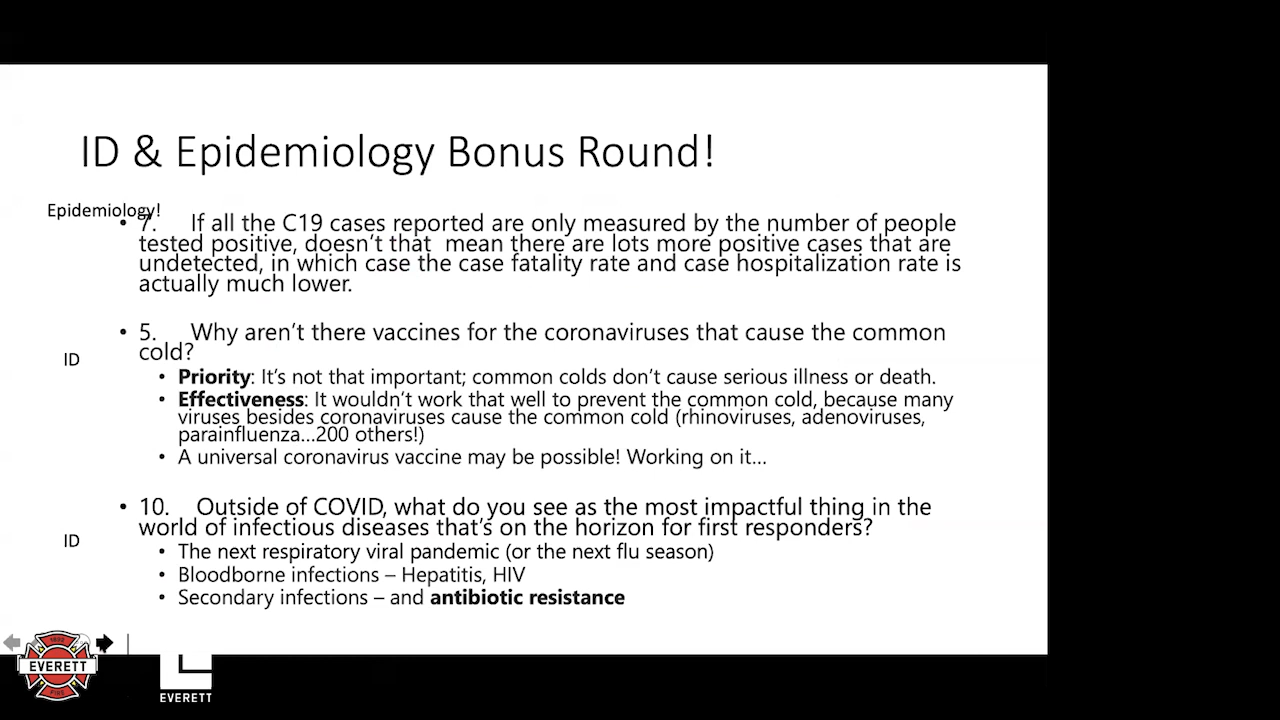 ID & Epidemiology Bonus Round!
Epidemiology!
• 7. If all the C19 cases reported are only measured by the number of people
tested positive, doesn't that mean there are lots more positive cases that are
undetected, in which case the case fatality rate and case hospitalization rate is
actually much lower.
• 5. Why aren't there vaccines for the coronaviruses that cause the common
cold?
ID
• Priority: It's not that important; common colds don't cause serious illness or death.
• Effectiveness: It wouldn't work that well to prevent the common cold, because many
viruses besides coronaviruses cause the common cold (rhinoviruses, adenoviruses,
parainfluenza...200 others!)
• A universal coronavirus vaccine may be possible! Working on it...
• 10. Outside of COVID, what do you see as the most impactful thing in the
world of infectious diseases that's on the horizon for first responders?
ID
• The next respiratory viral pandemic (or the next flu season)
• Bloodborne infections – Hepatitis, HIV
• Secondary infections – and antibiotic resistance
EVERETT
FIRE
EVERETT